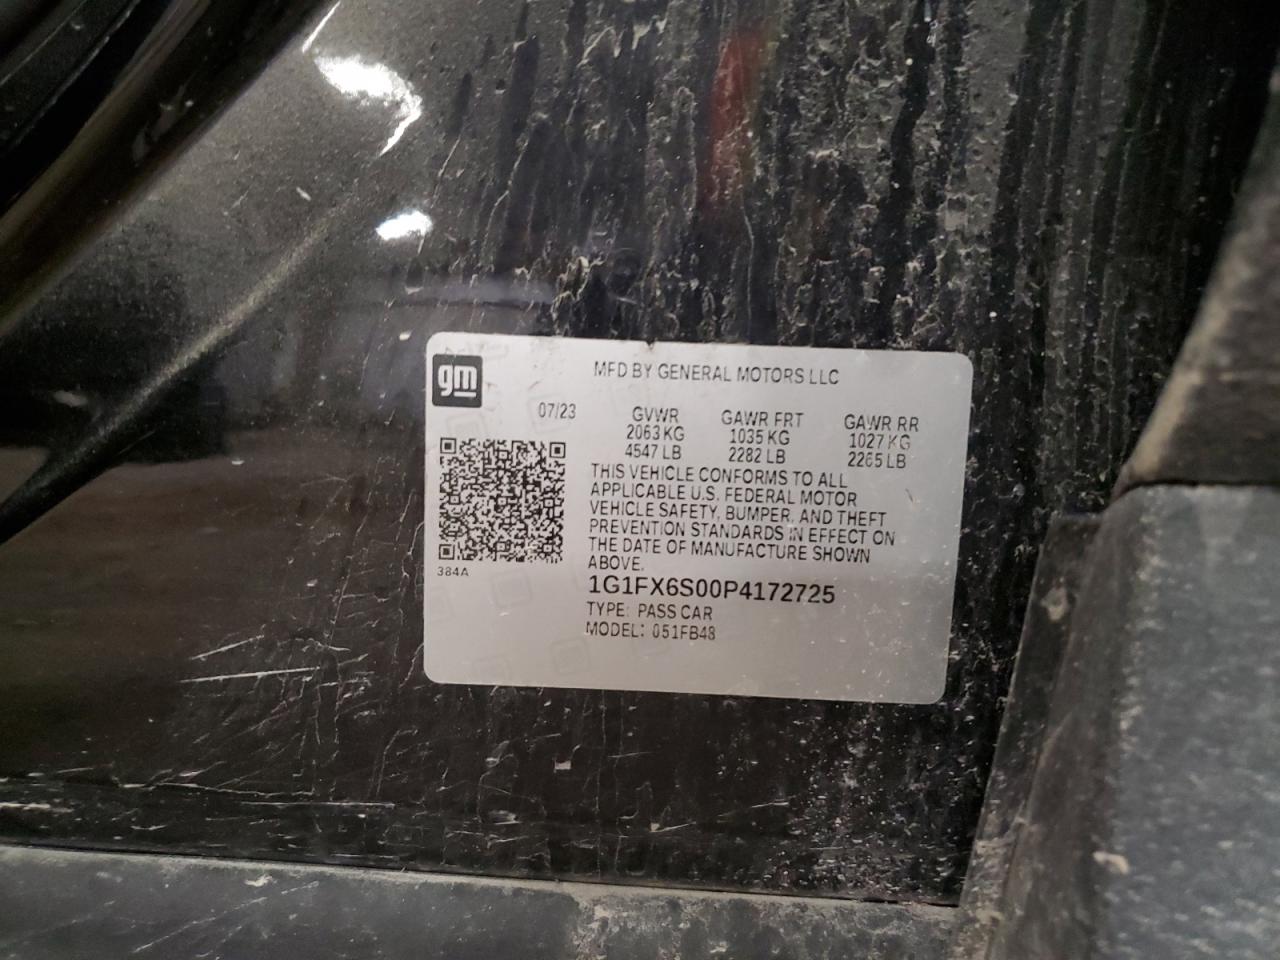 gm
MFD BY GENERAL MOTORS LLC
07/23 GVWR GAWR FRT GAWR RR
2063 KG 1035 KG 1027 KG
4547 LB 2282 LB 2265 LB
THIS VEHICLE CONFORMS TO ALL
APPLICABLE U.S. FEDERAL MOTOR
VEHICLE SAFETY, BUMPER, AND THEFT
PREVENTION STANDARDS IN EFFECT ON
THE DATE OF MANUFACTURE SHOWN
ABOVE.
384A
1G1FX6S00P4172725
TYPE: PASS CAR
MODEL: 051FB48